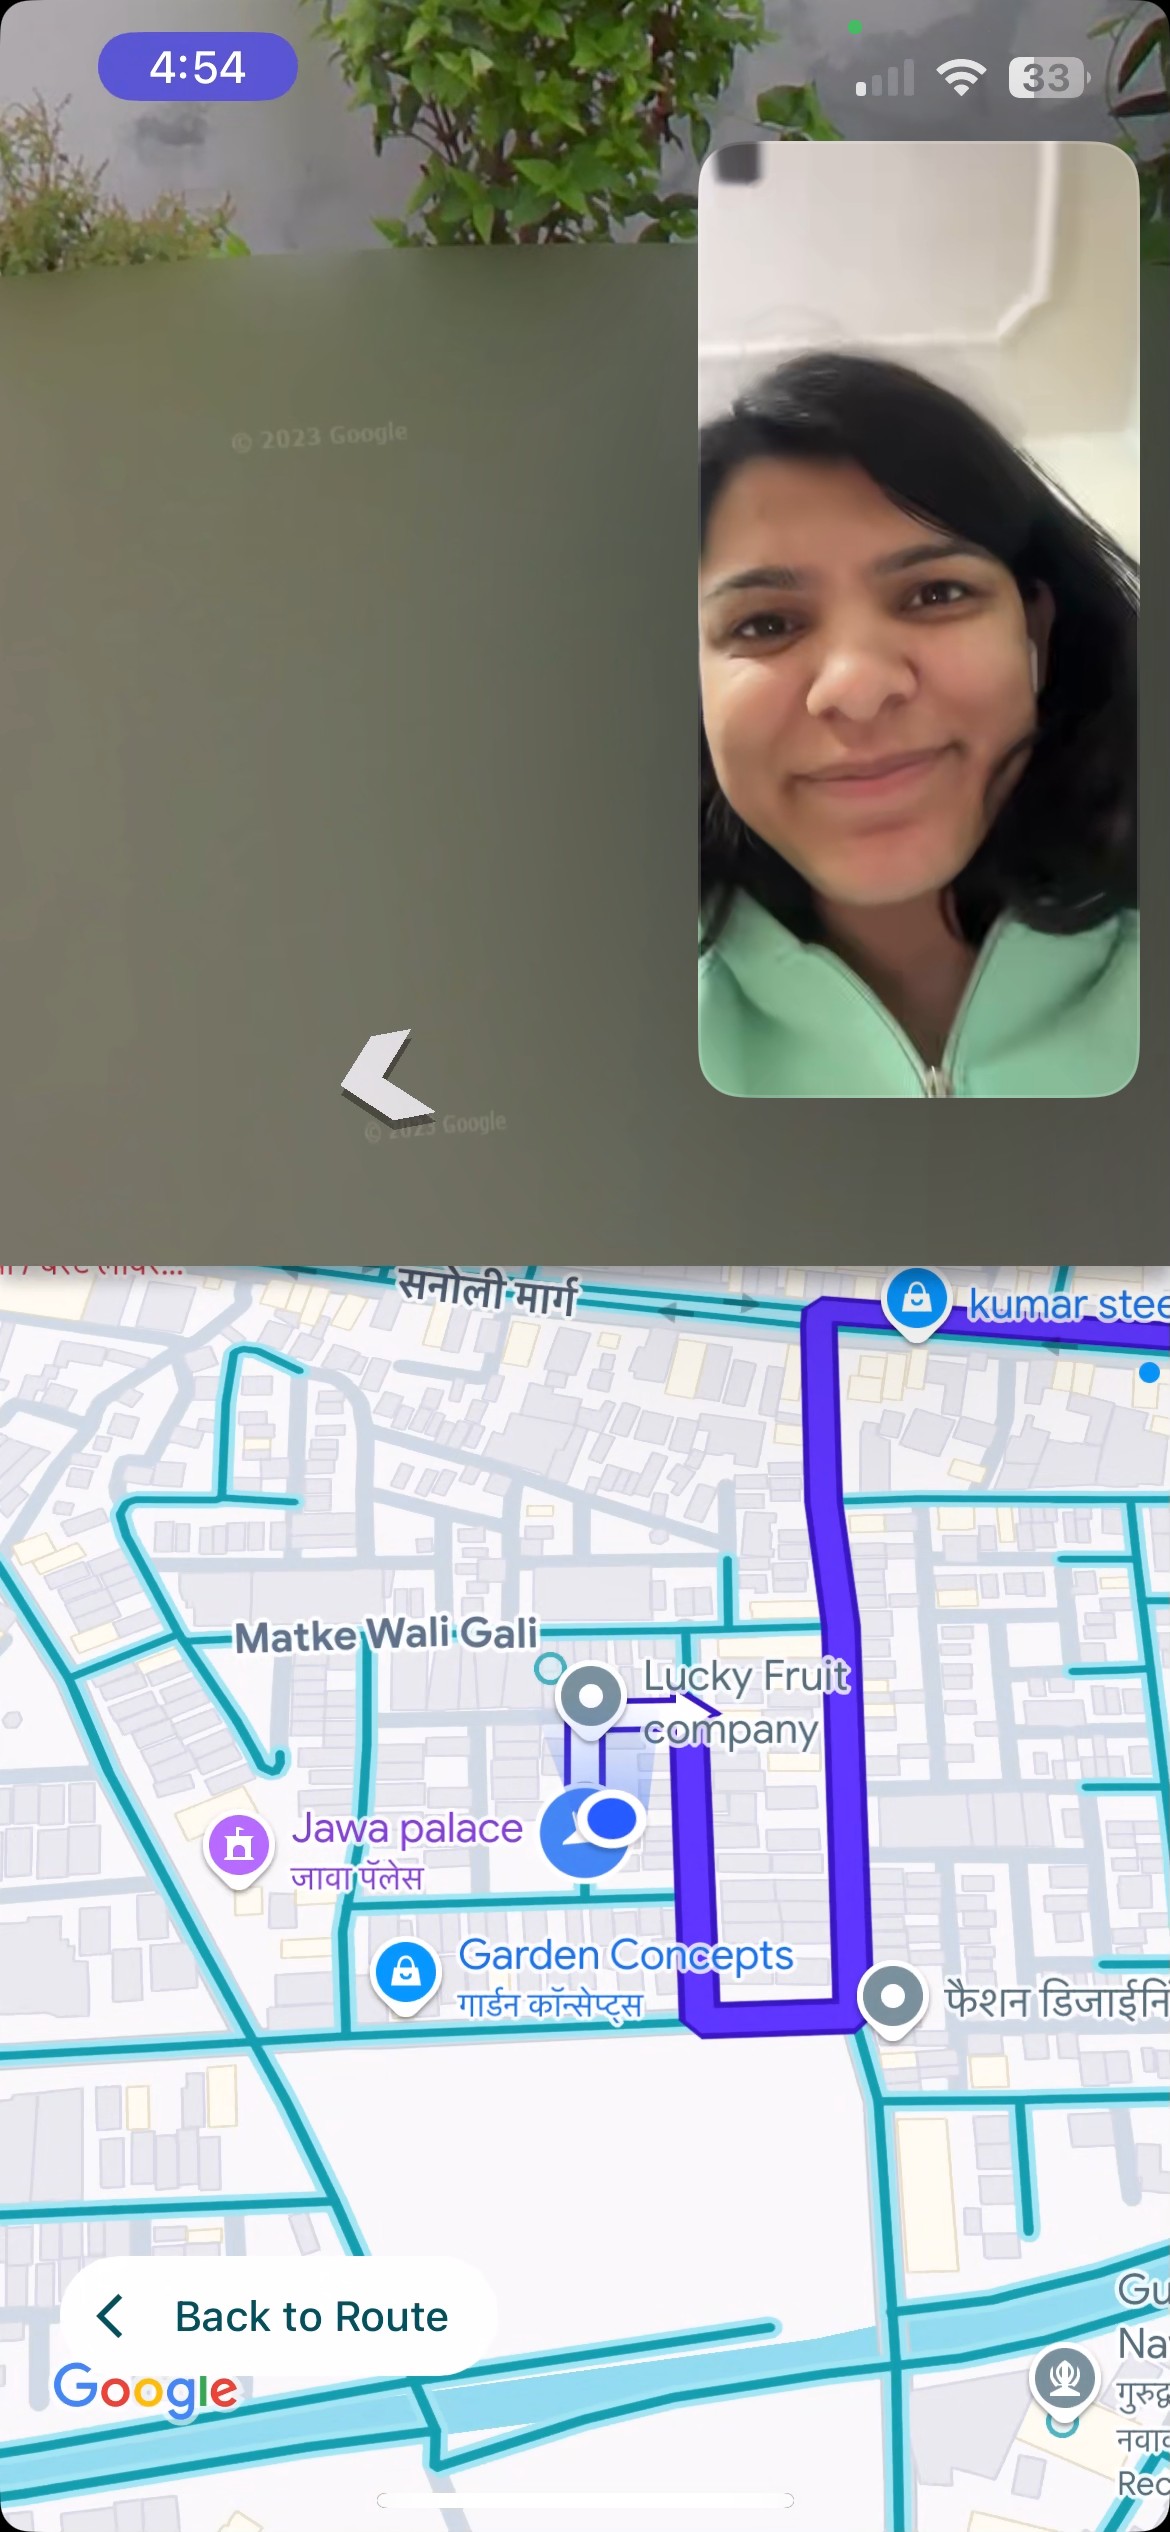 4:54
33
© 2023 Google
© 2023 Google
सनोली मार्ग
kumar stee
Matke Wali Gali
Lucky Fruit
company
Jawa palace
जावा पॅलेस
Garden Concepts
गार्डन कॉन्सेप्ट्स
फैशन डिजाईनिं
Back to Route
Google
Gu
Na
गुरुद्व
नवाद
Rec